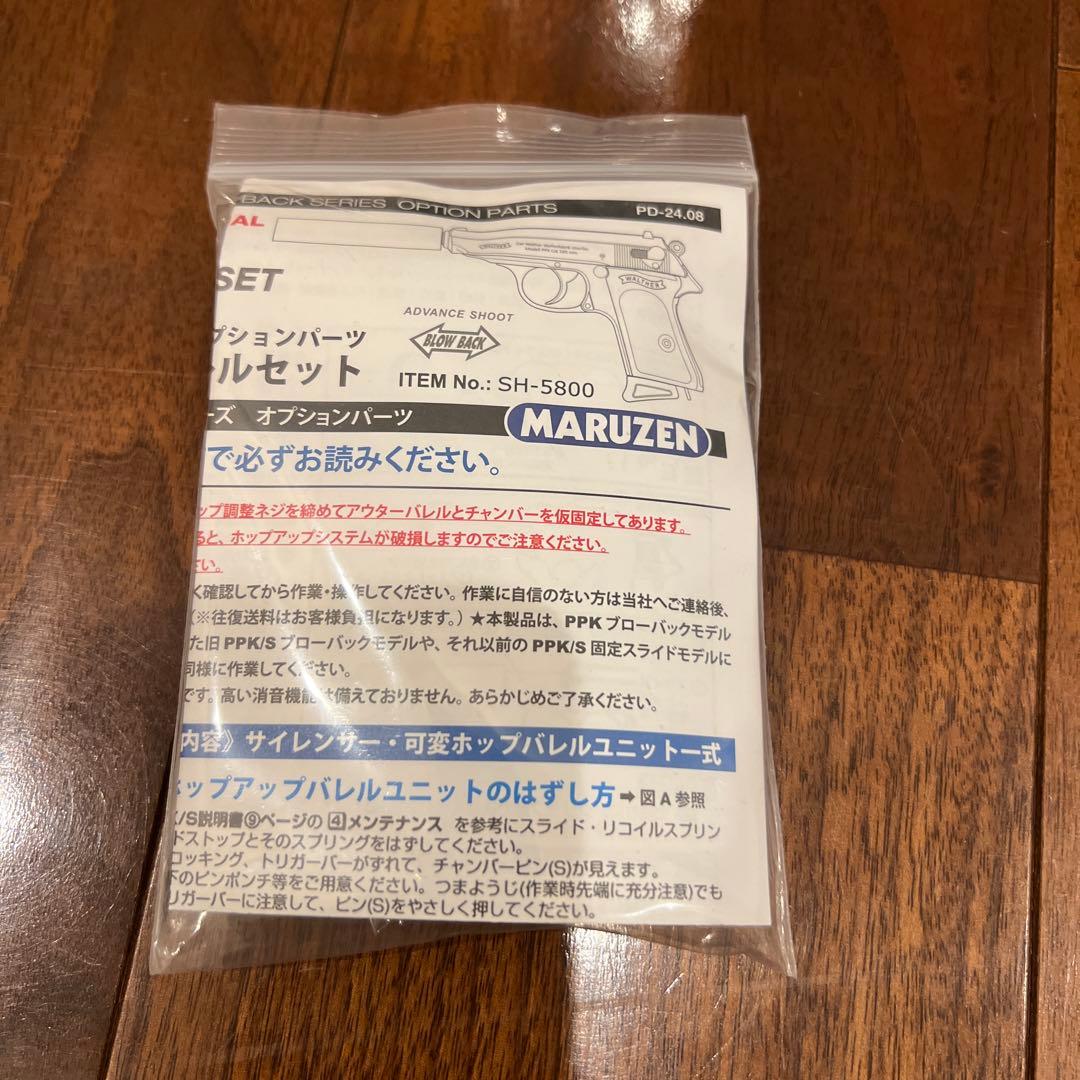 BACK SERIES OPTION PARTS PD-24.08
AL
SET
WALTHER
ADVANCE SHOOT
BLOW BACK
プションパーツ
ルセット
ITEM No.: SH-5800
ーズ オプションパーツ
MARUZEN
で必ずお読みください。
ップ調整ネジを締めてアウターバレルとチャンバーを仮固定してあります。
ると、ホップアップシステムが破損しますのでご注意ください。
さい。
く確認してから作業・操作してください。作業に自信のない方は当社へご連絡後、
(※往復送料はお客様負担になります。)★本製品は、PPKブローバックモデル
た旧PPK/Sブローバックモデルや、それ以前のPPK/S固定スライドモデルに
同様に作業してください。
です。高い消音機能は備えておりません。あらかじめご了承ください。
内容》サイレンサー・可変ホップバレルユニット一式
ホップアップバレルユニットのはずし方➡図A参照
K/S説明書⑨ページの④メンテナンス を参考にスライド・リコイルスプリン
ドストップとそのスプリングをはずしてください。
コッキング、トリガーバーがずれて、チャンバーピン(S)が見えます。
下のピンポンチ等をご用意ください。つまようじ(作業時先端に充分注意)でも
リガーバーに注意して、ピン(S)をやさしく押してください。